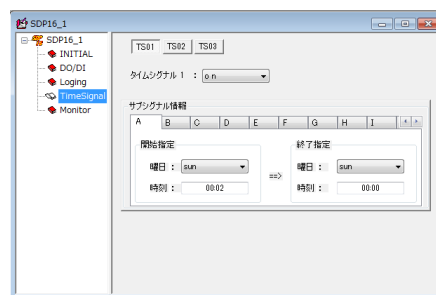 SDP16_1
SDP16_1
INITIAL
DO/DI
Loging
TimeSignal
Monitor
TS01 TS02 TS03
タイムシグナル 1 : on
サブシグナル情報
A B C D E F G H I
開始指定 終了指定
曜日 : sun ==> 曜日 : sun
時刻 : 00:02 時刻 : 00:00